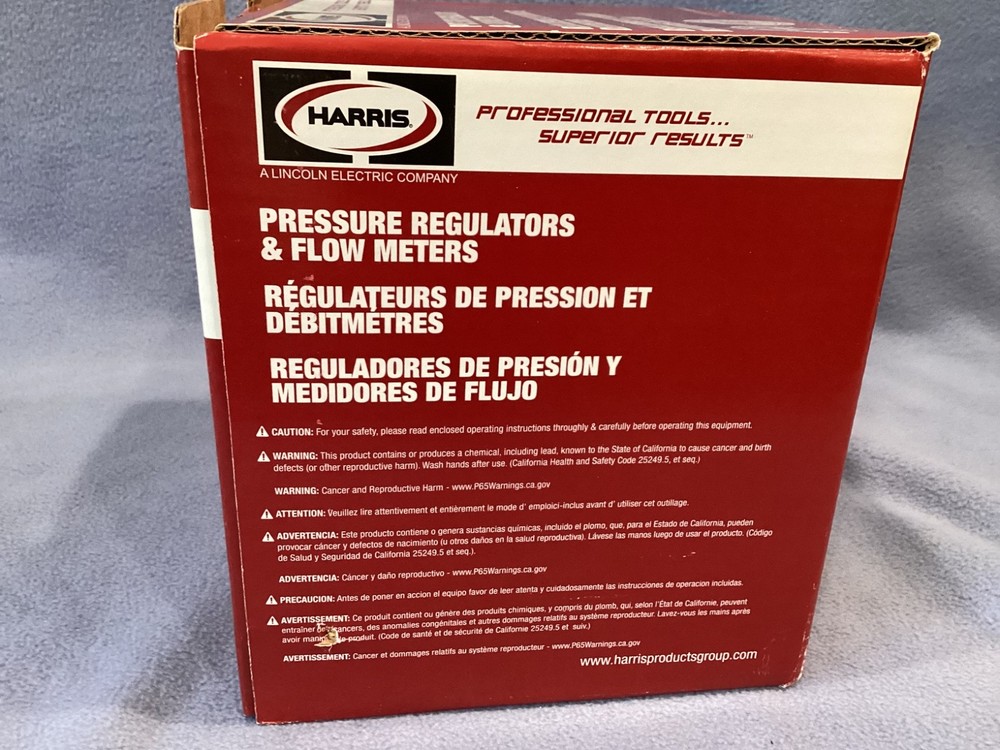 HARRIS®
A LINCOLN ELECTRIC COMPANY
PROFESSIONAL TOOLS...
SUPERIOR RESULTS™
PRESSURE REGULATORS
& FLOW METERS
RÉGULATEURS DE PRESSION ET
DÉBITMÉTRES
REGULADORES DE PRESIÓN Y
MEDIDORES DE FLUJO
CAUTION: For your safety, please read enclosed operating instructions throughly & carefully before operating this equipment.
WARNING: This product contains or produces a chemical, including lead, known to the State of California to cause cancer and birth
defects (or other reproductive harm). Wash hands after use. (California Health and Safety Code 25249.5, et seq.)
WARNING: Cancer and Reproductive Harm - www.P65Warnings.ca.gov
ATTENTION: Veuillez lire attentivement et entièrement le mode d' emploici-inclus avant d' utiliser cet outillage.
ADVERTENCIA: Este producto contiene o genera sustancias químicas, incluido el plomo, que, para el Estado de California, pueden
provocar cáncer y defectos de nacimiento (u otros daños en la salud reproductiva). Lávese las manos luego de usar el producto. (Código
de Salud y Seguridad de California 25249.5 et seq.).
ADVERTENCIA: Cáncer y daño reproductivo - www.P65Warnings.ca.gov
PRECAUCION: Antes de poner en accion el equipo favor de leer atenta y cuidadosamente las instrucciones de operacion incluidas.
AVERTISSEMENT: Ce produit contient ou génère des produits chimiques, y compris du plomb, qui, selon l'État de Californie, peuvent
entraîner cancers, des anomalies congénitales et autres dommages relatifs au système reproducteur. Lavez-vous les mains après
avoir produit. (Code de santé et de sécurité de Californie 25249.5 et suiv.)
AVERTISSEMENT: Cancer et dommages relatifs au système reproducteur - www.P65Warnings.ca.gov
www.harrisproductsgroup.com